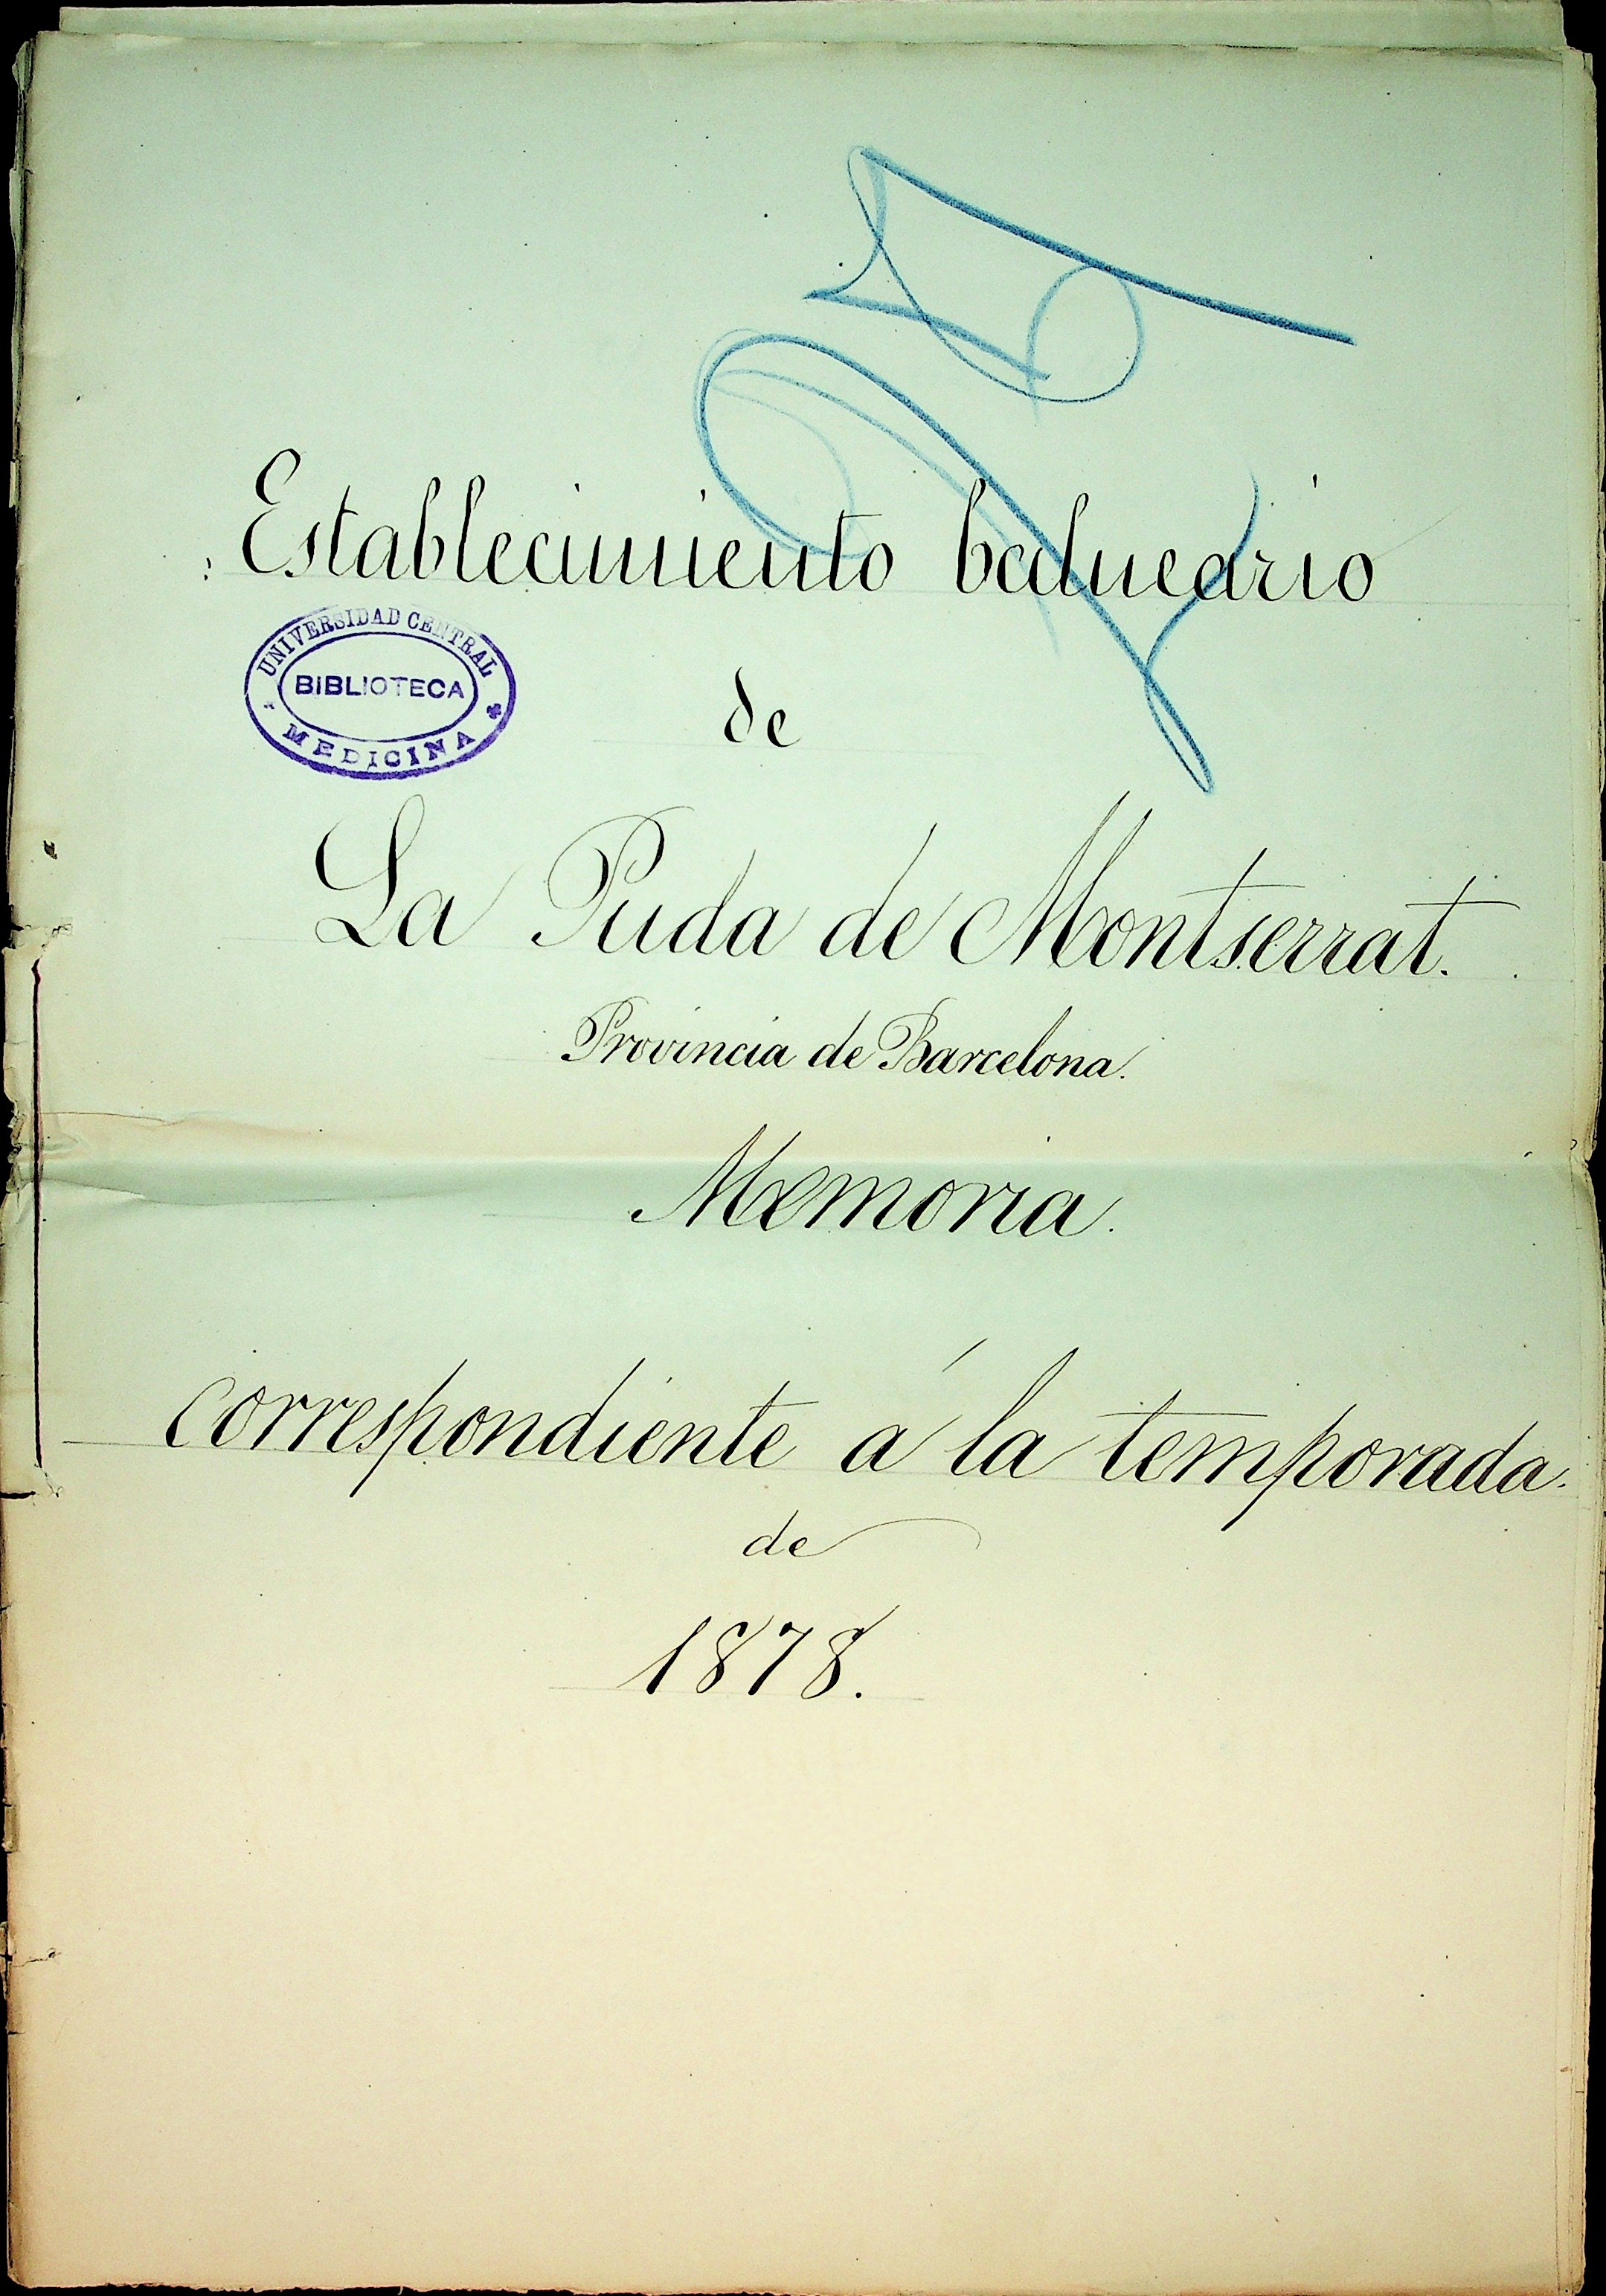 Establecimiento balneario
UNIVERSIDAD CENTRAL
BIBLIOTECA
MEDICINA
de
La Puda de Montserrat.
Provincia de Barcelona.
Memoria.
correspondiente á la temporada.
de
1878.